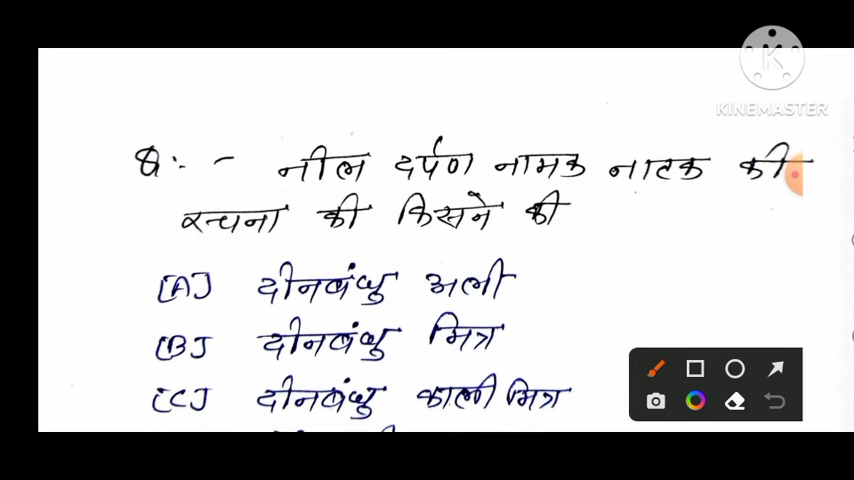 KINEMASTER
Q:- नील दर्पण नामक नाटक की
रचना की किसने की
[A] दीनबंधु अली
[B] दीनबंधु मित्र
[C] दीनबंधु काली मित्र